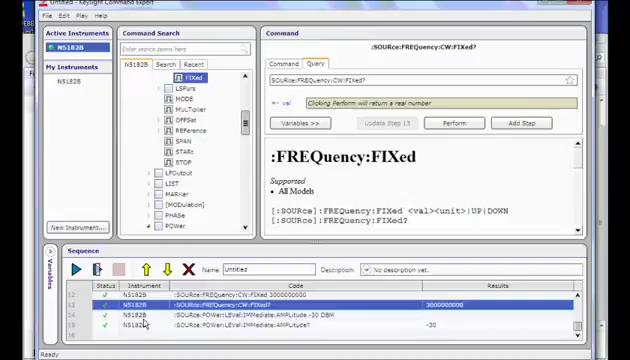 Untitled - Keysight Command Expert
File Edit Play Help
Active Instruments
N5182B
My Instruments
N5182B
New Instrument...
Command Search
Enter search terms here
N5182B Search Recent
FIXed
LSPurs
MODE
MULTiplier
OFFSet
REFerence
SPAN
STARt
STOP
LFOutput
LIST
MARKer
[MODulation]
PHASe
POWer
Command
:SOURce:FREQuency:CW:FIXed?
Command Query
SOURce:FREQuency:CW:FIXed?
<- val Clicking Perform will return a real number
Variables >> Update Step 13 Perform Add Step
:FREQuency:FIXed
Supported
• All Models
[:SOURce]:FREQuency:FIXed <val><unit>|UP|DOWN
[:SOURce]:FREQuency:FIXed?
Variables >>
Sequence
Name: Untitled Description: No description yet.
Status Instrument Code Results
12 N5182B :SOURce:FREQuency:CW:FIXed 3000000000
13 N5182B :SOURce:FREQuency:CW:FIXed? 3000000000
14 N5182B :SOURce:POWer:LEVel:IMMediate:AMPLitude -30 DBM
15 N5182B :SOURce:POWer:LEVel:IMMediate:AMPLitude? -30
16
Ready